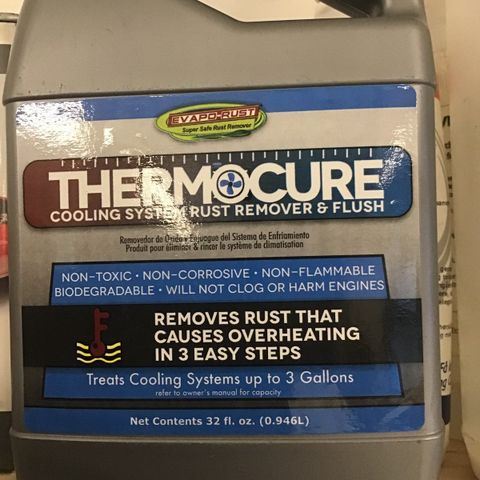 EVAPO-RUST
Super Safe Rust Remover
THERMOCURE
COOLING SYSTEM RUST REMOVER & FLUSH
Removedor de Oxido y Enjuague del Sistema de Enfriamiento
Produit pour éliminer & rincer le système de climatisation
NON-TOXIC • NON-CORROSIVE • NON-FLAMMABLE
BIODEGRADABLE • WILL NOT CLOG OR HARM ENGINES
REMOVES RUST THAT
CAUSES OVERHEATING
IN 3 EASY STEPS
Treats Cooling Systems up to 3 Gallons
refer to owner's manual for capacity
Net Contents 32 fl. oz. (0.946L)